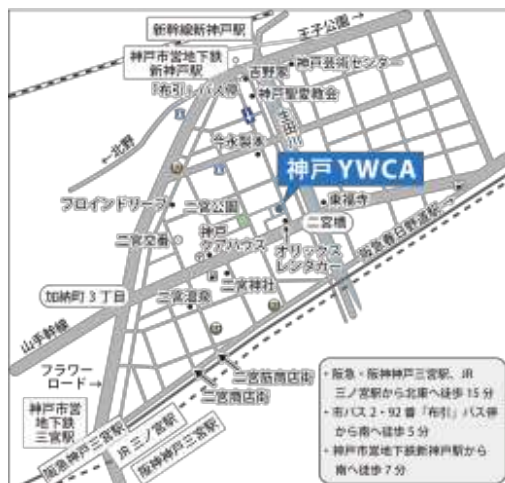 新幹線新神戸駅
王子公園
神戸市営地下鉄
新神戸駅
神戸芸術センター
吉野家
「布引」バス停
神戸聖愛教会
生田川
←北野
今永製本
神戸 YWCA
フロインドリーブ
二宮公園
東福寺
二宮橋
阪急春日野道駅
二宮交番
神戸
ケアハウス
オリックス
レンタカー
加納町3丁目
二宮神社
二宮温泉
山手幹線
フラワー
ロード→
二宮筋商店街
二宮商店街
神戸市営
地下鉄
三宮駅
阪急神戸三宮駅
JR 三ノ宮駅
阪神神戸三宮駅
・阪急・阪神神戸三宮駅、JR
三ノ宮駅から北東へ徒歩 15 分
・市バス 2・92 番「布引」バス停
から南へ徒歩 5 分
・神戸市営地下鉄新神戸駅から
南へ徒歩 7 分